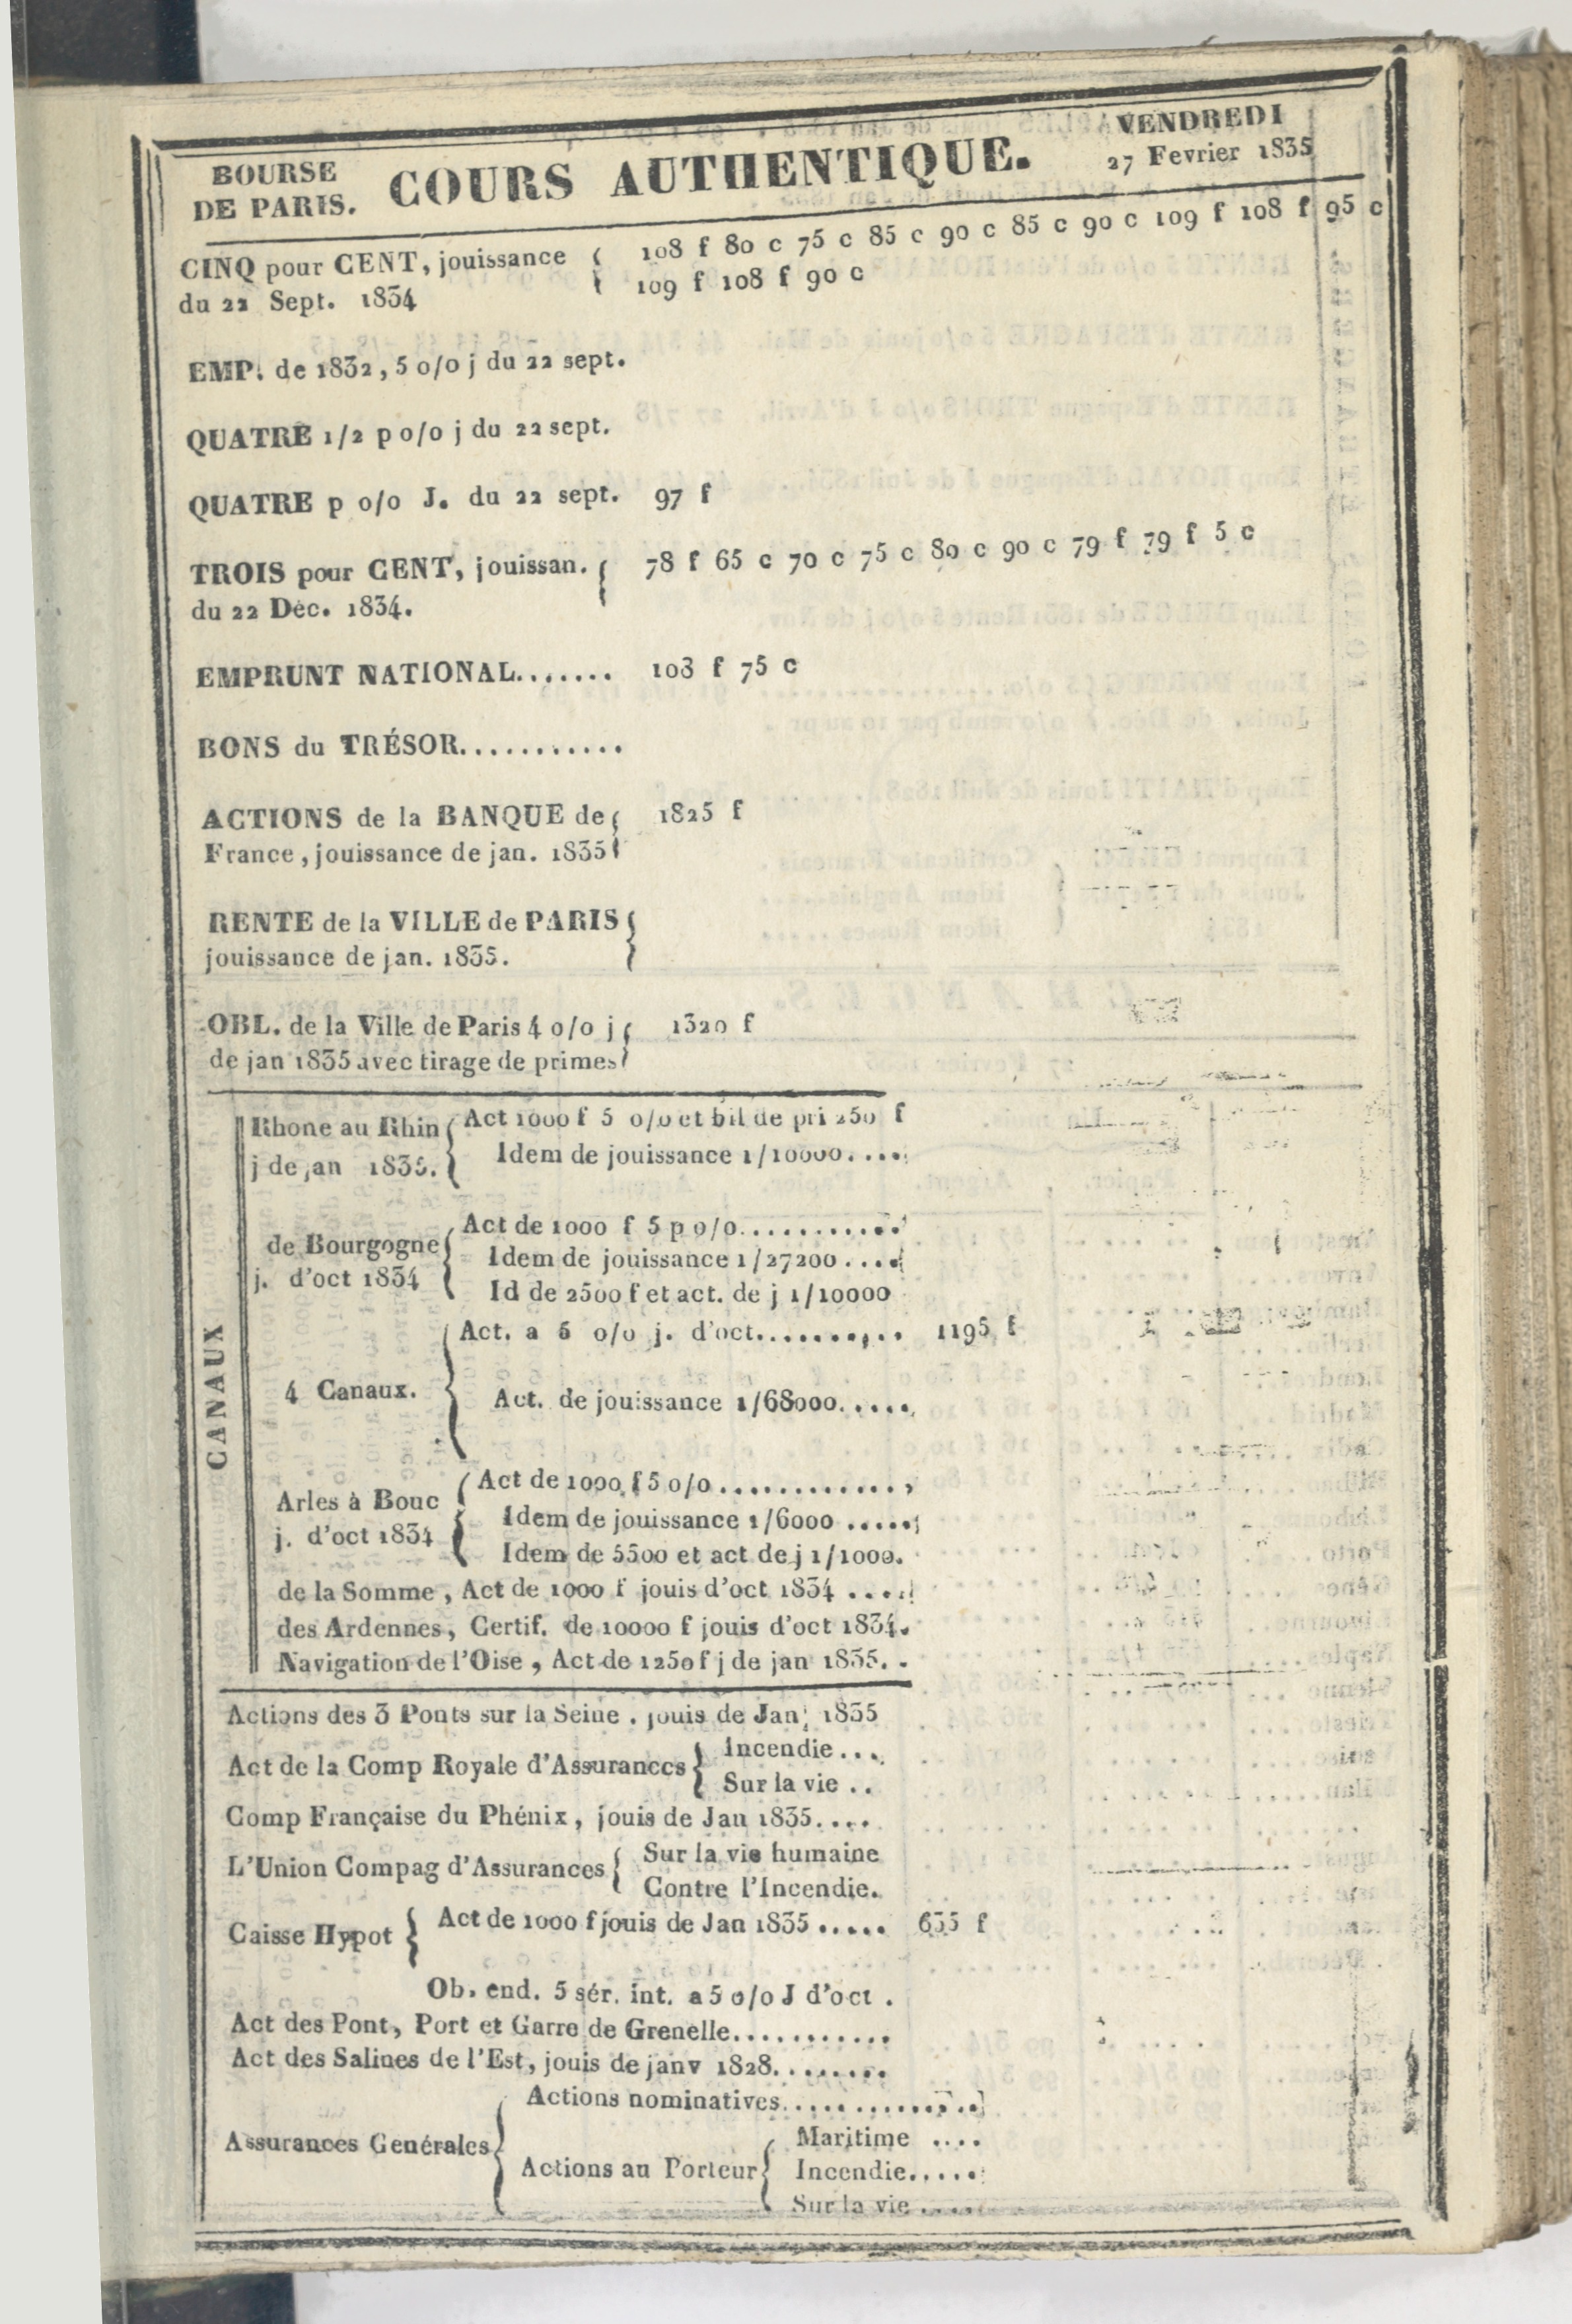 BOURSE
DE PARIS.
COURS AUTHENTIQUE.
VENDREDI
27 Fevrier 1835
CINQ pour CENT, jouissance
du 22 Sept. 1834
108 f 80 c 75 c 85 c 90 c 85 c 90 c 109 f 108 f 95 c
109 f 108 f 90 c
EMP. de 1832, 5 o/o j du 22 sept.
QUATRE 1/2 p o/o j du 22 sept.
QUATRE p o/o J. du 22 sept. 97 f
TROIS pour CENT, jouissan.
du 22 Déc. 1834.
78 f 65 c 70 c 75 c 80 c 90 c 79 f 79 f 5 c
EMPRUNT NATIONAL....... 108 f 75 c
BONS du TRÉSOR...........
ACTIONS de la BANQUE de
France, jouissance de jan. 1835
1825 f
RENTE de la VILLE de PARIS
jouissance de jan. 1835.
OBL. de la Ville de Paris 4 o/o j
de jan 1835 avec tirage de primes
1320 f
CANAUX
Rhone au Rhin
j de jan 1835.
Act 1000 f 5 o/o et bil de pri 250 f
Idem de jouissance 1/10000....
de Bourgogne
j. d'oct 1834
Act de 1000 f 5 p o/o...........
Idem de jouissance 1/27200....
Id de 2500 f et act. de j 1/10000
4 Canaux.
Act. a 5 o/o j. d'oct.......... 1195 f
Act. de jouissance 1/68000.....
Arles à Bouc
j. d'oct 1834
Act de 1000 f 5 o/o .............
Idem de jouissance 1/6000 .....
Idem de 5500 et act de j 1/1000.
de la Somme, Act de 1000 f jouis d'oct 1834 ....
des Ardennes, Certif. de 10000 f jouis d'oct 1834.
Navigation de l'Oise, Act de 1250 f j de jan 1835. .
Actions des 3 Ponts sur la Seine. jouis de Jan; 1835
Act de la Comp Royale d'Assurances
Incendie...
Sur la vie ..
Comp Française du Phénix, jouis de Jan 1835....
L'Union Compag d'Assurances
Sur la vie humaine
Contre l'Incendie.
Caisse Hypot
Act de 1000 f jouis de Jan 1835 ..... 635 f
Ob. end. 5 sér. int. a 5 o/o J d'oct .
Act des Pont, Port et Garre de Grenelle...........
Act des Salines de l'Est, jouis de janv 1828........
Assurances Genérales
Actions nominatives..............
Actions au Porteur
Maritime ....
Incendie.....
Sur la vie .....